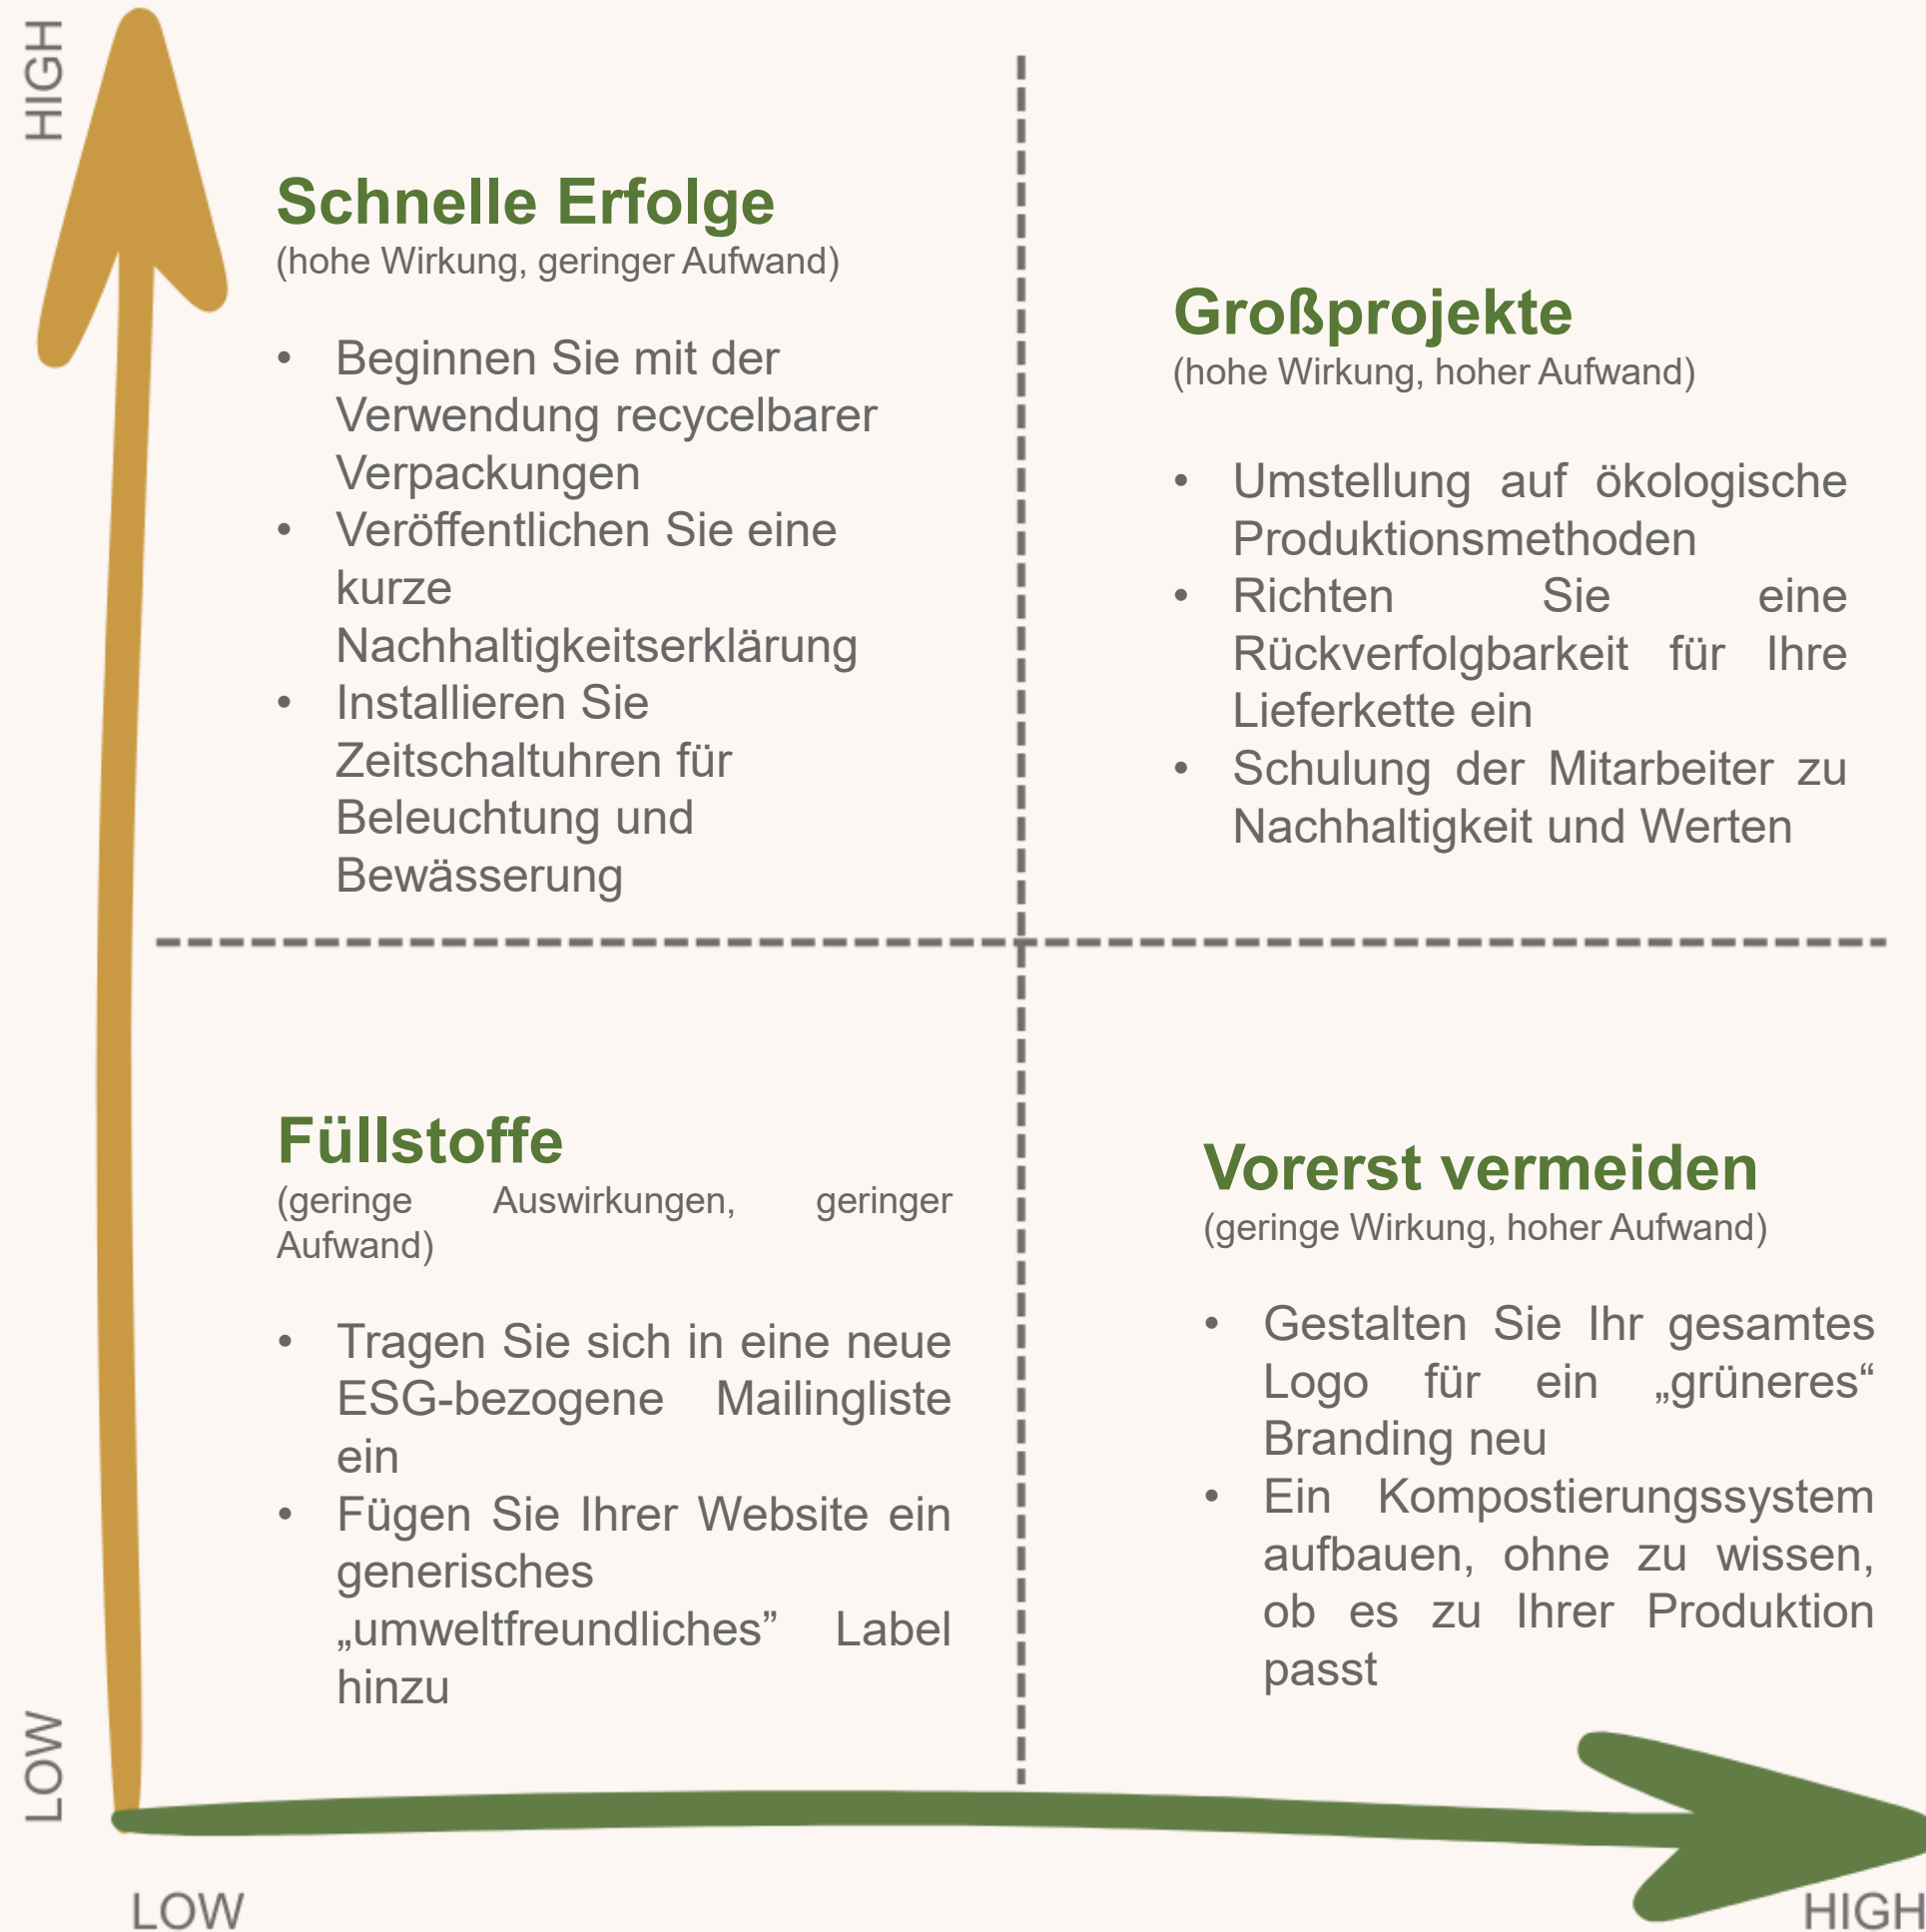 HIGH
Schnelle Erfolge
(hohe Wirkung, geringer Aufwand)
• Beginnen Sie mit der
Verwendung recycelbarer
Verpackungen
• Veröffentlichen Sie eine
kurze
Nachhaltigkeitserklärung
• Installieren Sie
Zeitschaltuhren für
Beleuchtung und
Bewässerung
Großprojekte
(hohe Wirkung, hoher Aufwand)
• Umstellung auf ökologische
Produktionsmethoden
• Richten Sie eine
Rückverfolgbarkeit für Ihre
Lieferkette ein
• Schulung der Mitarbeiter zu
Nachhaltigkeit und Werten
Füllstoffe
(geringe Auswirkungen, geringer
Aufwand)
• Tragen Sie sich in eine neue
ESG-bezogene Mailingliste
ein
• Fügen Sie Ihrer Website ein
generisches
„umweltfreundliches” Label
hinzu
Vorerst vermeiden
(geringe Wirkung, hoher Aufwand)
• Gestalten Sie Ihr gesamtes
Logo für ein „grüneres“
Branding neu
• Ein Kompostierungssystem
aufbauen, ohne zu wissen,
ob es zu Ihrer Produktion
passt
LOW
LOW
HIGH